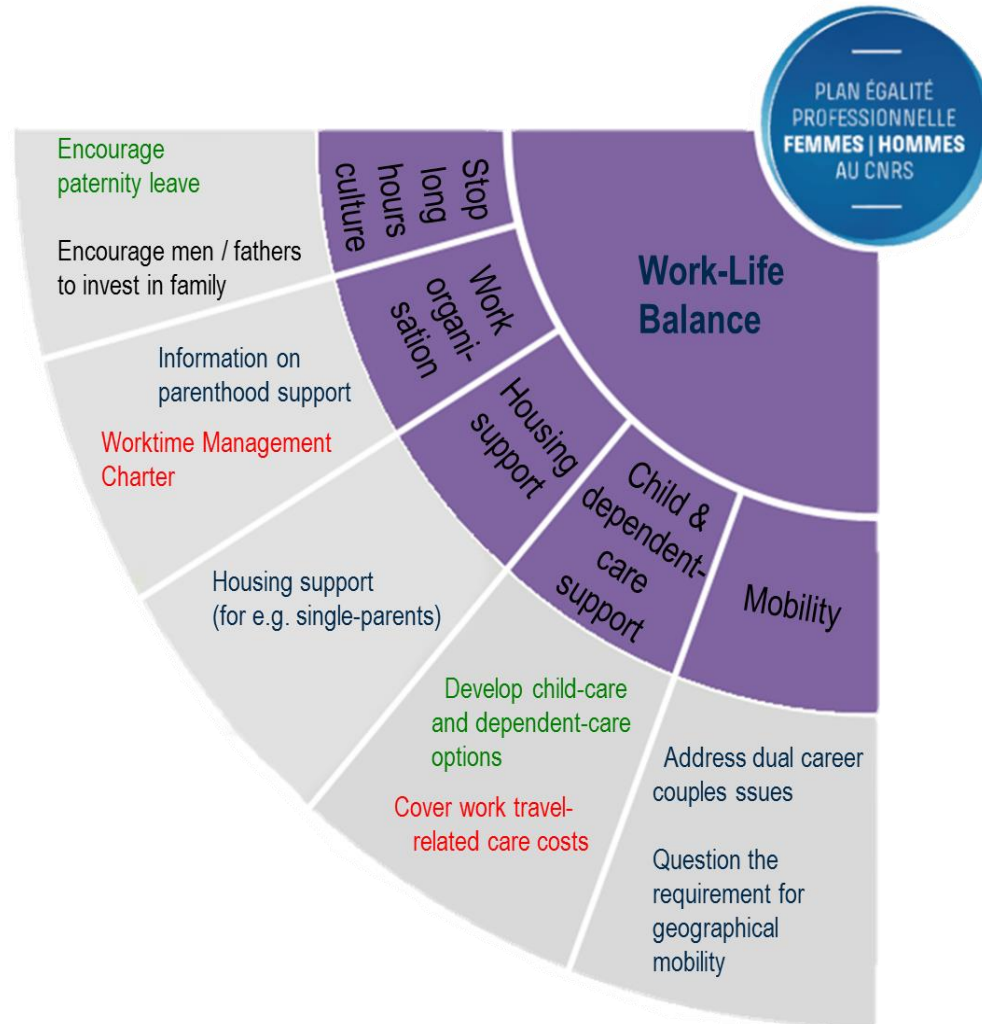 PLAN ÉGALITÉ
PROFESSIONNELLE
FEMMES | HOMMES
AU CNRS
Work-Life
Balance
Stop
long
hours
culture
Encourage
paternity leave
Encourage men / fathers
to invest in family
Work
organi-
sation
Information on
parenthood support
Worktime Management
Charter
Housing
support
Housing support
(for e.g. single-parents)
Child &
dependent-
care
support
Develop child-care
and dependent-care
options
Cover work travel-
related care costs
Mobility
Address dual career
couples ssues
Question the
requirement for
geographical
mobility